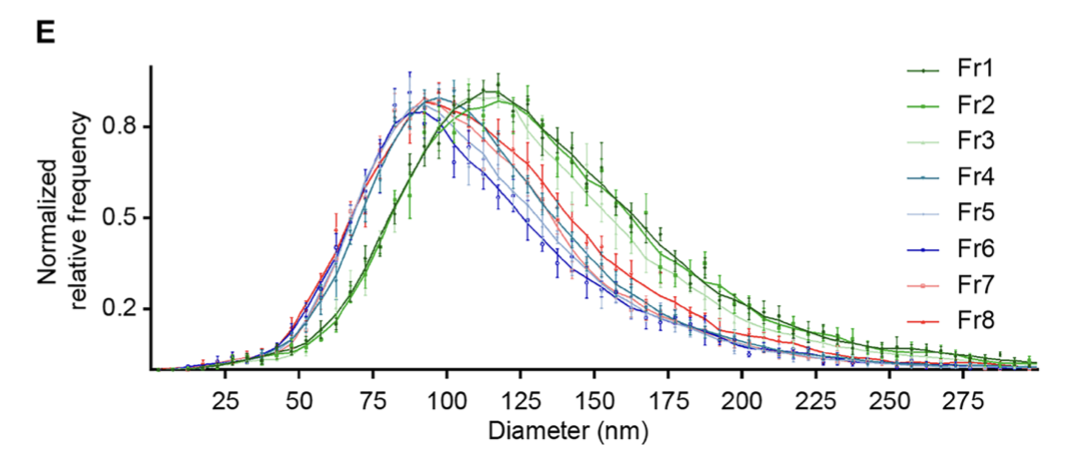 E
Normalized
relative frequency
0.8
0.5
0.2
25 50 75 100 125 150 175 200 225 250 275
Diameter (nm)
Fr1
Fr2
Fr3
Fr4
Fr5
Fr6
Fr7
Fr8